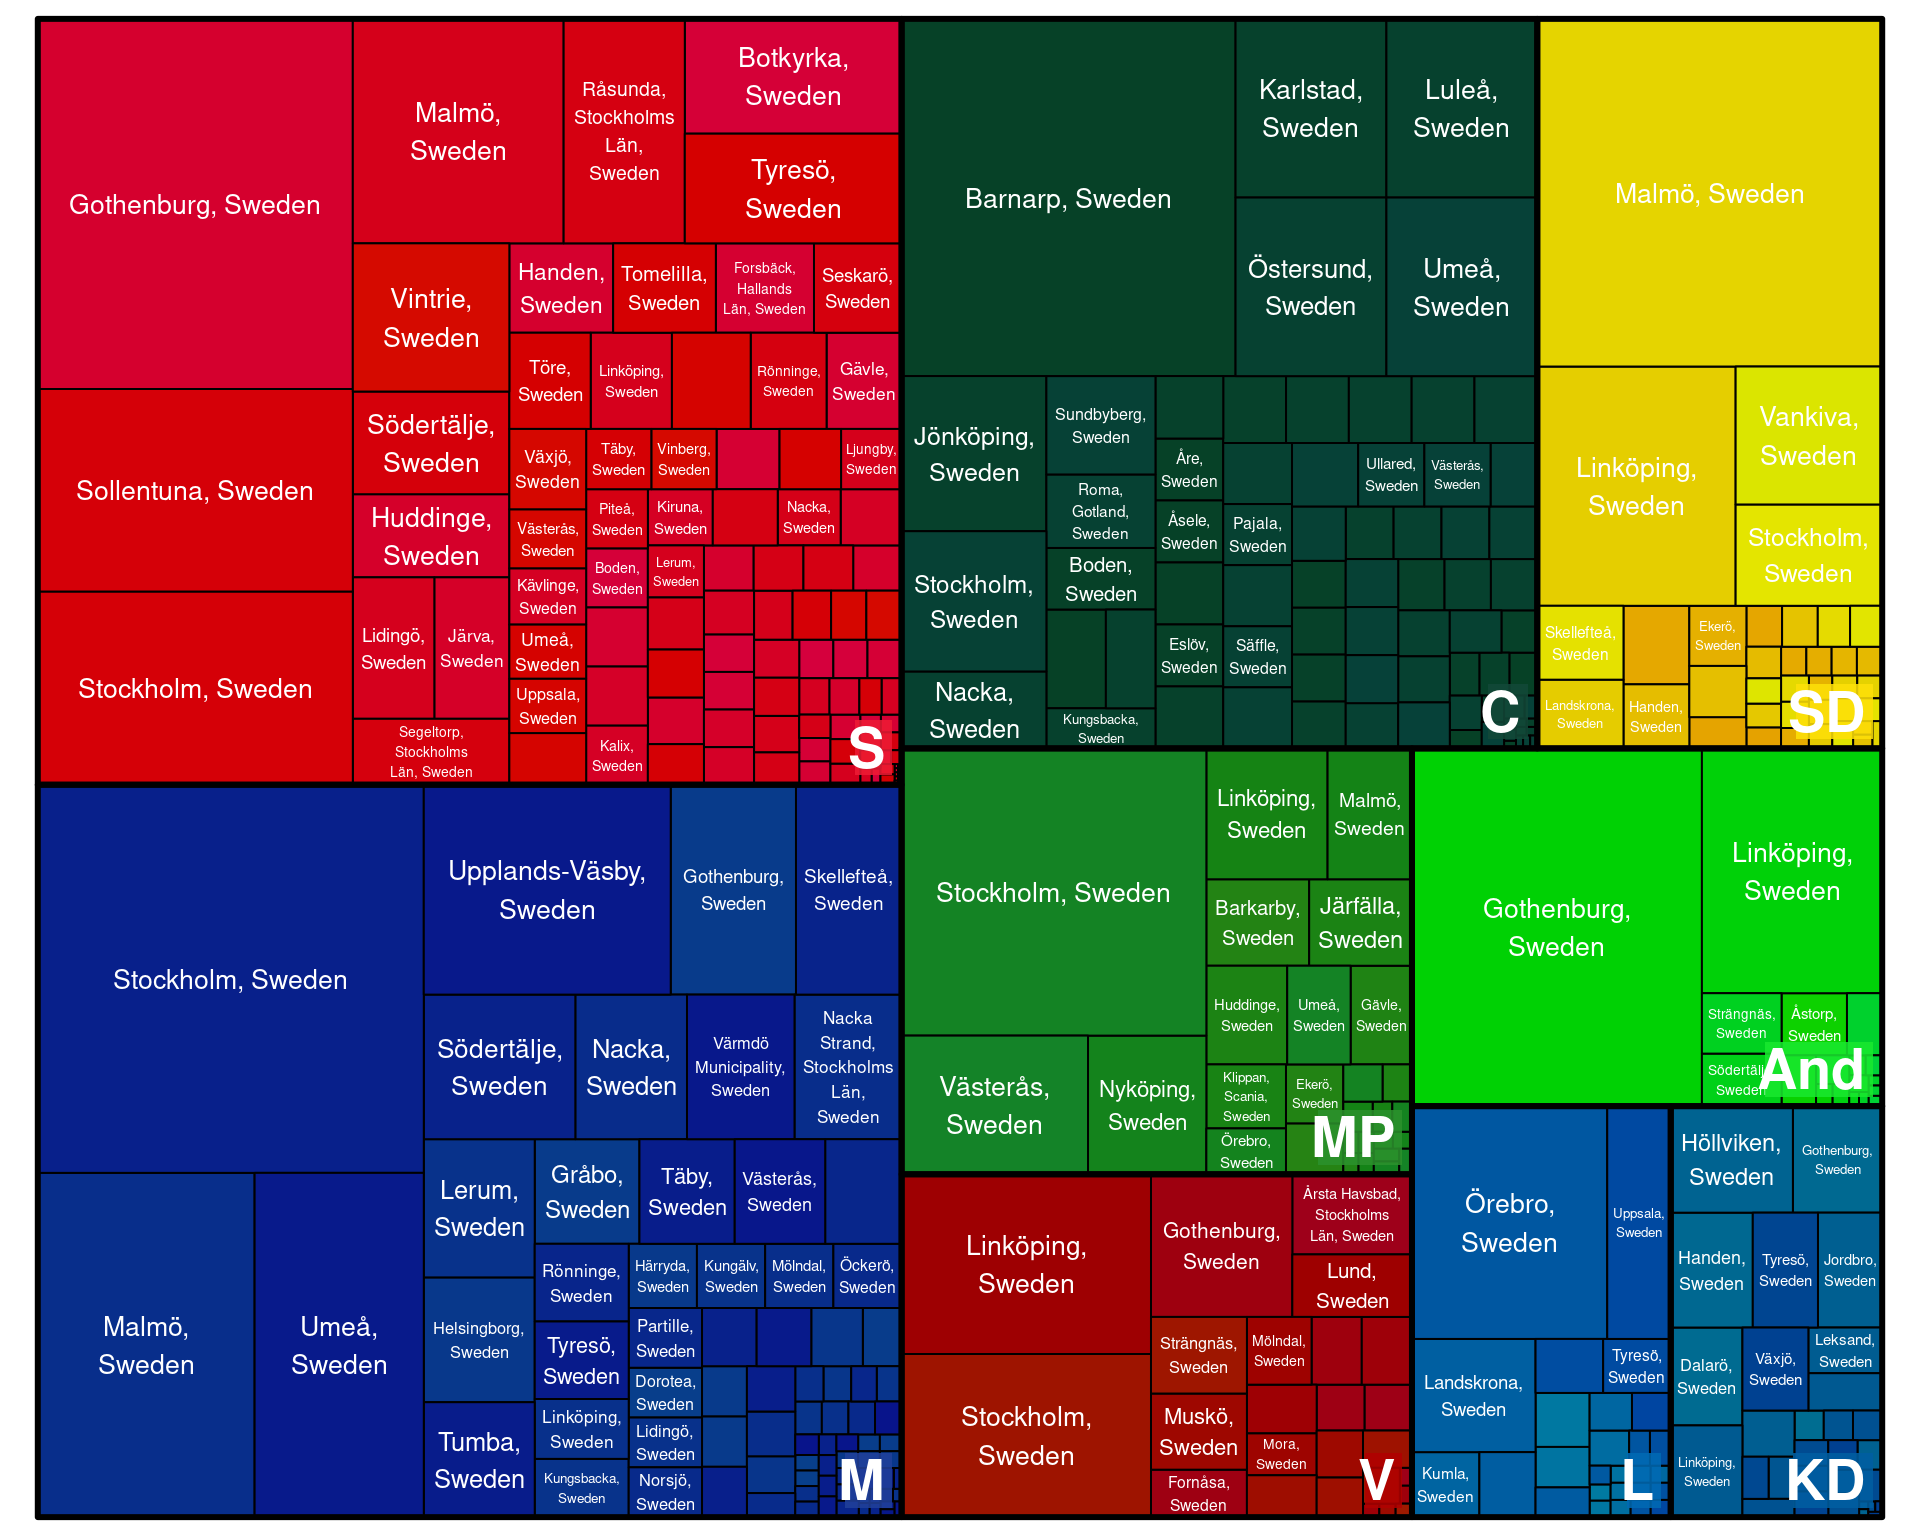 Gothenburg, Sweden
Sollentuna, Sweden
Stockholm, Sweden
Malmö,
Sweden
Råsunda,
Stockholms
Län,
Sweden
Botkyrka,
Sweden
Tyresö,
Sweden
Vintrie,
Sweden
Södertälje,
Sweden
Huddinge,
Sweden
Lidingö,
Sweden
Järva,
Sweden
Segeltorp,
Stockholms
Län, Sweden
Handen,
Sweden
Tomelilla,
Sweden
Forsbäck,
Hallands
Län, Sweden
Seskarö,
Sweden
Töre,
Sweden
Linköping,
Sweden
Rönninge,
Sweden
Gävle,
Sweden
Växjö,
Sweden
Västerås,
Sweden
Kävlinge,
Sweden
Umeå,
Sweden
Uppsala,
Sweden
Täby,
Sweden
Vinberg,
Sweden
Ljungby,
Sweden
Piteå,
Sweden
Kiruna,
Sweden
Nacka,
Sweden
Boden,
Sweden
Lerum,
Sweden
Kalix,
Sweden
S
Barnarp, Sweden
Karlstad,
Sweden
Luleå,
Sweden
Östersund,
Sweden
Umeå,
Sweden
Jönköping,
Sweden
Stockholm,
Sweden
Nacka,
Sweden
Sundbyberg,
Sweden
Roma,
Gotland,
Sweden
Boden,
Sweden
Kungsbacka,
Sweden
Åre,
Sweden
Åsele,
Sweden
Eslöv,
Sweden
Pajala,
Sweden
Säffle,
Sweden
Ullared,
Sweden
Västerås,
Sweden
C
Malmö, Sweden
Linköping,
Sweden
Vankiva,
Sweden
Stockholm,
Sweden
Skellefteå,
Sweden
Landskrona,
Sweden
Handen,
Sweden
Ekerö,
Sweden
SD
Stockholm, Sweden
Malmö,
Sweden
Umeå,
Sweden
Upplands-Väsby,
Sweden
Gothenburg,
Sweden
Skellefteå,
Sweden
Södertälje,
Sweden
Nacka,
Sweden
Värmdö
Municipality,
Sweden
Nacka
Strand,
Stockholms
Län,
Sweden
Lerum,
Sweden
Helsingborg,
Sweden
Tumba,
Sweden
Gråbo,
Sweden
Täby,
Sweden
Västerås,
Sweden
Rönninge,
Sweden
Tyresö,
Sweden
Linköping,
Sweden
Kungsbacka,
Sweden
Härryda,
Sweden
Kungälv,
Sweden
Mölndal,
Sweden
Öckerö,
Sweden
Partille,
Sweden
Dorotea,
Sweden
Lidingö,
Sweden
Norsjö,
Sweden
M
Stockholm, Sweden
Västerås,
Sweden
Nyköping,
Sweden
Linköping,
Sweden
Malmö,
Sweden
Barkarby,
Sweden
Järfälla,
Sweden
Huddinge,
Sweden
Umeå,
Sweden
Gävle,
Sweden
Klippan,
Scania,
Sweden
Ekerö,
Sweden
Örebro,
Sweden
MP
Gothenburg,
Sweden
Linköping,
Sweden
Strängnäs,
Sweden
Åstorp,
Sweden
Södertälje,
Sweden
And
Linköping,
Sweden
Stockholm,
Sweden
Gothenburg,
Sweden
Årsta Havsbad,
Stockholms
Län, Sweden
Lund,
Sweden
Strängnäs,
Sweden
Mölndal,
Sweden
Muskö,
Sweden
Mora,
Sweden
Fornåsa,
Sweden
V
Örebro,
Sweden
Uppsala,
Sweden
Landskrona,
Sweden
Tyresö,
Sweden
Kumla,
Sweden
L
Höllviken,
Sweden
Gothenburg,
Sweden
Handen,
Sweden
Tyresö,
Sweden
Jordbro,
Sweden
Dalarö,
Sweden
Växjö,
Sweden
Leksand,
Sweden
Linköping,
Sweden
KD